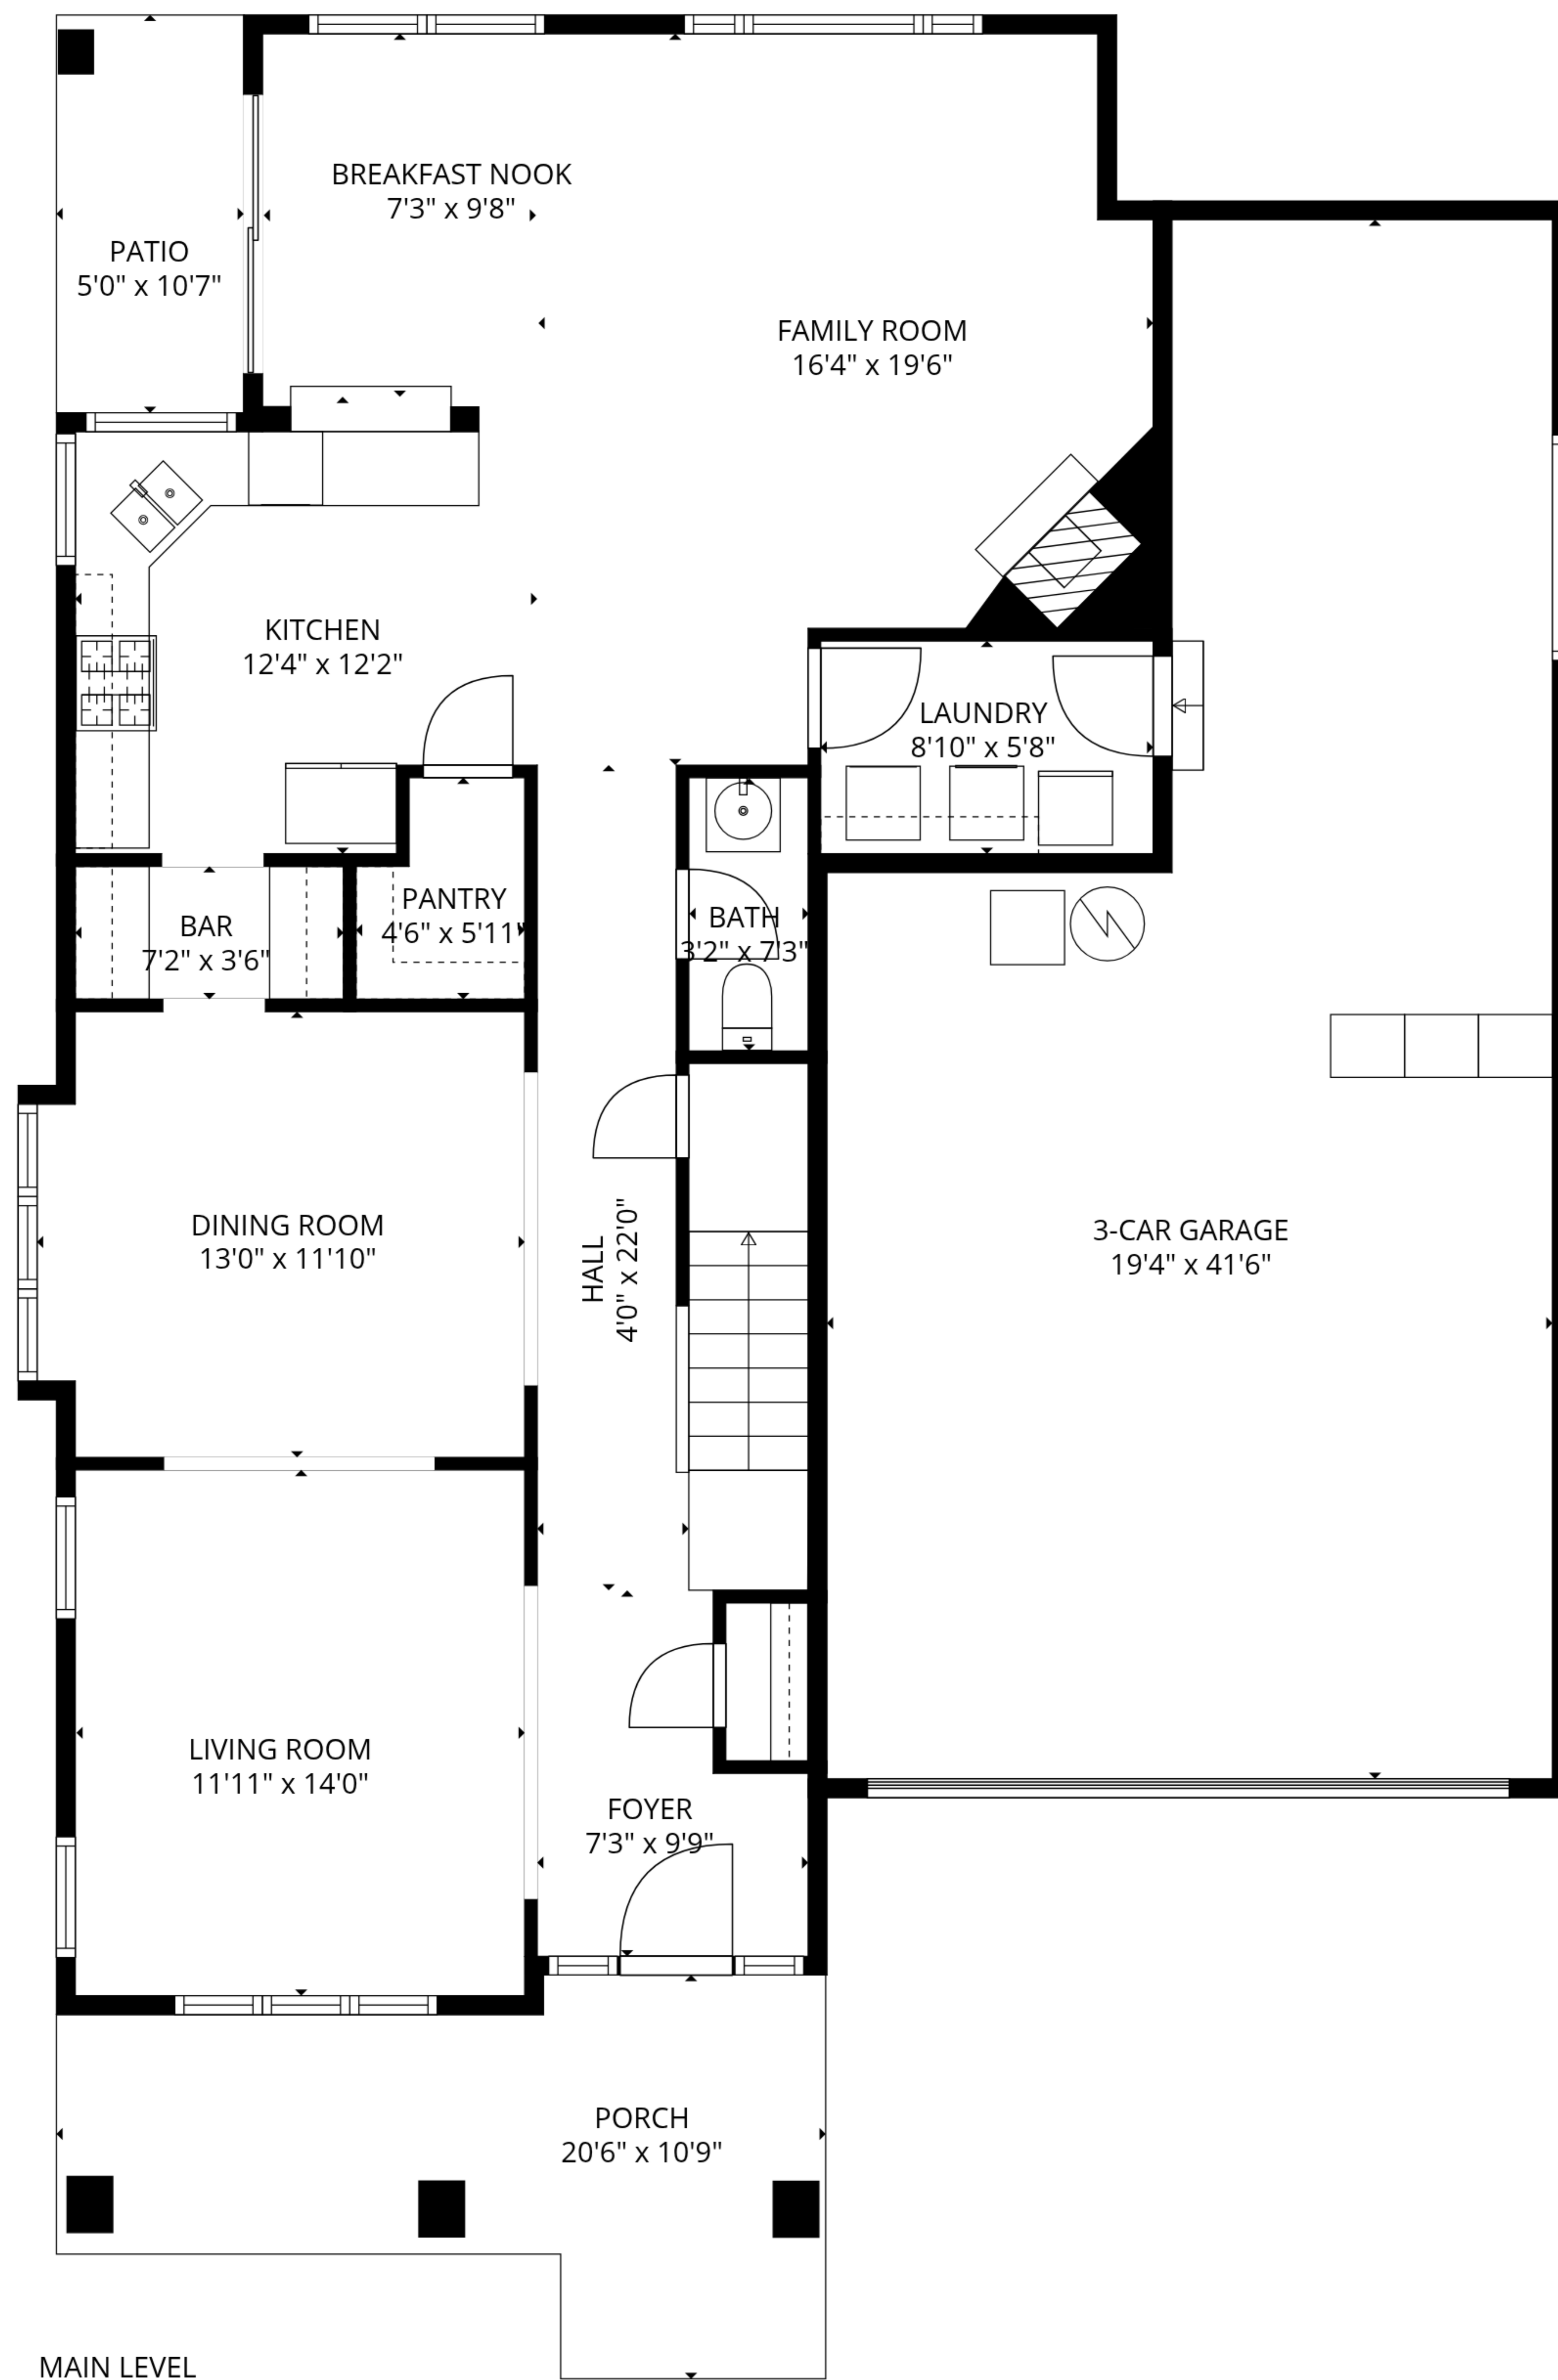 BREAKFAST NOOK
7'3" x 9'8"
PATIO
5'0" x 10'7"
FAMILY ROOM
16'4" x 19'6"
KITCHEN
12'4" x 12'2"
LAUNDRY
8'10" x 5'8"
PANTRY
4'6" x 5'11"
BAR
7'2" x 3'6"
BATH
3'2" x 7'3"
DINING ROOM
13'0" x 11'10"
HALL
4'0" x 22'0"
3-CAR GARAGE
19'4" x 41'6"
LIVING ROOM
11'11" x 14'0"
FOYER
7'3" x 9'9"
PORCH
20'6" x 10'9"
MAIN LEVEL